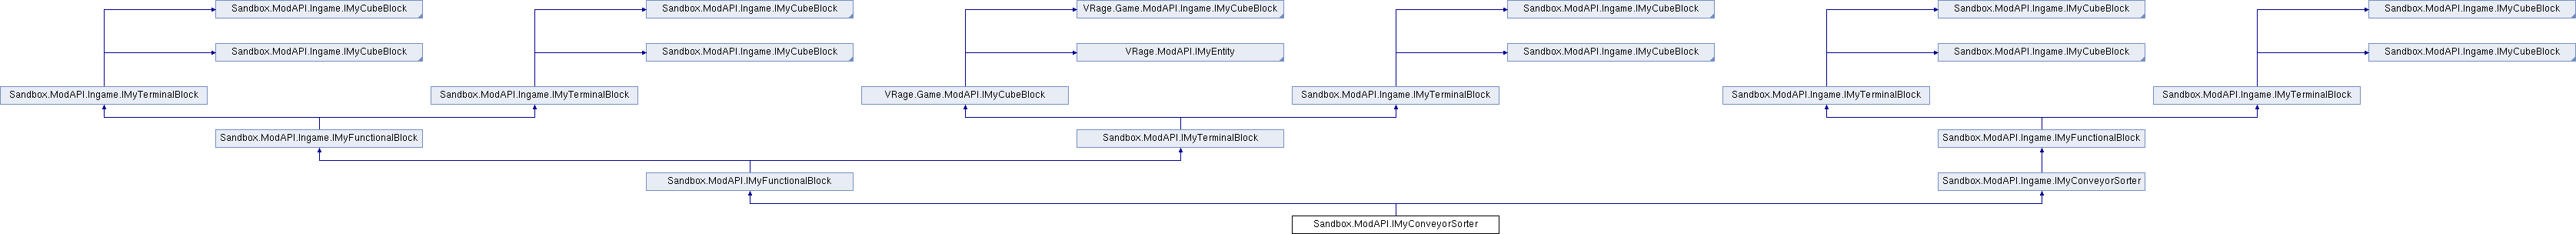 Sandbox.ModAPI.Ingame.IMyCubeBlock
Sandbox.ModAPI.Ingame.IMyCubeBlock
VRage.Game.ModAPI.Ingame.IMyCubeBlock
Sandbox.ModAPI.Ingame.IMyCubeBlock
Sandbox.ModAPI.Ingame.IMyCubeBlock
Sandbox.ModAPI.Ingame.IMyCubeBlock
Sandbox.ModAPI.Ingame.IMyCubeBlock
Sandbox.ModAPI.Ingame.IMyCubeBlock
VRage.ModAPI.IMyEntity
Sandbox.ModAPI.Ingame.IMyCubeBlock
Sandbox.ModAPI.Ingame.IMyCubeBlock
Sandbox.ModAPI.Ingame.IMyCubeBlock
Sandbox.ModAPI.Ingame.IMyTerminalBlock
Sandbox.ModAPI.Ingame.IMyTerminalBlock
VRage.Game.ModAPI.IMyCubeBlock
Sandbox.ModAPI.Ingame.IMyTerminalBlock
Sandbox.ModAPI.Ingame.IMyTerminalBlock
Sandbox.ModAPI.Ingame.IMyTerminalBlock
Sandbox.ModAPI.Ingame.IMyFunctionalBlock
Sandbox.ModAPI.IMyTerminalBlock
Sandbox.ModAPI.Ingame.IMyFunctionalBlock
Sandbox.ModAPI.IMyFunctionalBlock
Sandbox.ModAPI.Ingame.IMyConveyorSorter
Sandbox.ModAPI.IMyConveyorSorter